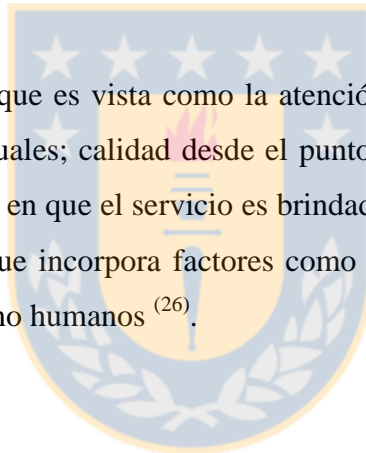 que es vista como la atenció
uales; calidad desde el punto
en que el servicio es brindad
ue incorpora factores como
no humanos (26).